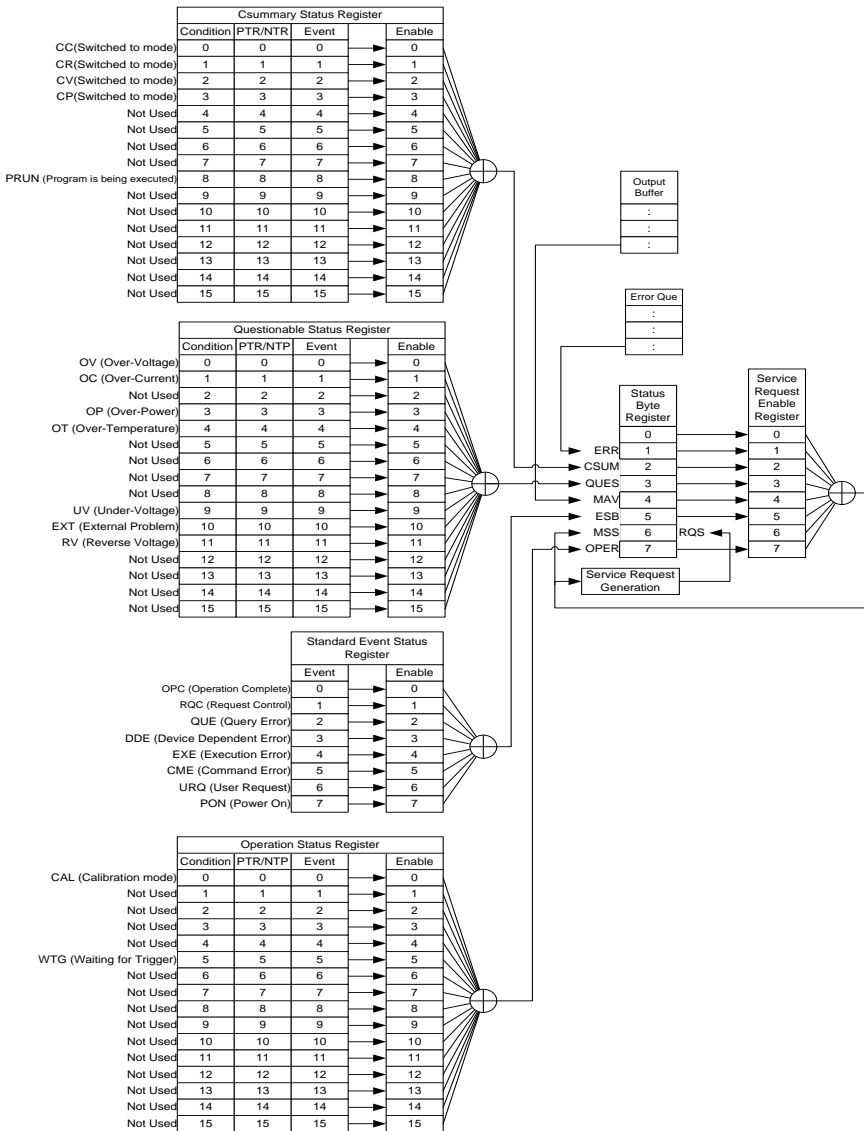 Csummary Status Register
Condition PTR/NTR Event Enable
CC(Switched to mode) 0 0 0 0
CR(Switched to mode) 1 1 1 1
CV(Switched to mode) 2 2 2 2
CP(Switched to mode) 3 3 3 3
Not Used 4 4 4 4
Not Used 5 5 5 5
Not Used 6 6 6 6
Not Used 7 7 7 7
PRUN (Program is being executed) 8 8 8 8
Not Used 9 9 9 9
Not Used 10 10 10 10
Not Used 11 11 11 11
Not Used 12 12 12 12
Not Used 13 13 13 13
Not Used 14 14 14 14
Not Used 15 15 15 15
Output
Buffer
:
:
:
Error Que
:
:
:
Questionable Status Register
Condition PTR/NTP Event Enable
OV (Over-Voltage) 0 0 0 0
OC (Over-Current) 1 1 1 1
Not Used 2 2 2 2
OP (Over-Power) 3 3 3 3
OT (Over-Temperature) 4 4 4 4
Not Used 5 5 5 5
Not Used 6 6 6 6
Not Used 7 7 7 7
Not Used 8 8 8 8
UV (Under-Voltage) 9 9 9 9
EXT (External Problem) 10 10 10 10
RV (Reverse Voltage) 11 11 11 11
Not Used 12 12 12 12
Not Used 13 13 13 13
Not Used 14 14 14 14
Not Used 15 15 15 15
Status
Byte
Register
Service
Request
Enable
Register
0 0
ERR 1 1
CSUM 2 2
QUES 3 3
MAV 4 4
ESB 5 5
MSS 6 RQS 6
OPER 7 7
Service Request
Generation
Standard Event Status
Register
Event Enable
OPC (Operation Complete) 0 0
RQC (Request Control) 1 1
QUE (Query Error) 2 2
DDE (Device Dependent Error) 3 3
EXE (Execution Error) 4 4
CME (Command Error) 5 5
URQ (User Request) 6 6
PON (Power On) 7 7
Operation Status Register
Condition PTR/NTP Event Enable
CAL (Calibration mode) 0 0 0 0
Not Used 1 1 1 1
Not Used 2 2 2 2
Not Used 3 3 3 3
Not Used 4 4 4 4
WTG (Waiting for Trigger) 5 5 5 5
Not Used 6 6 6 6
Not Used 7 7 7 7
Not Used 8 8 8 8
Not Used 9 9 9 9
Not Used 10 10 10 10
Not Used 11 11 11 11
Not Used 12 12 12 12
Not Used 13 13 13 13
Not Used 14 14 14 14
Not Used 15 15 15 15